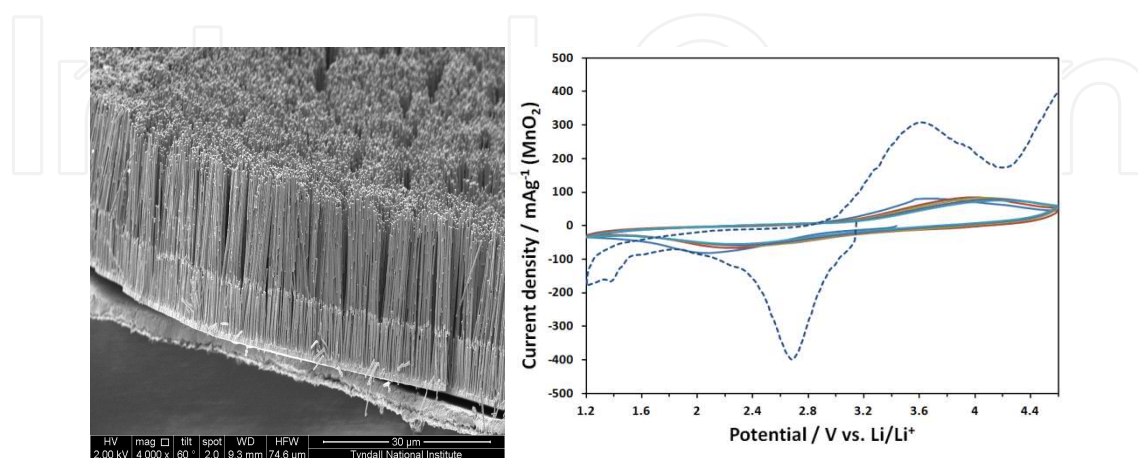 HV mag □ tilt spot WD HFW 30 µm
2.00 kV 4 000 x 60 ° 2.0 9.3 mm 74.6 µm Tyndall National Institute
500
400
300
200
100
0
-100
-200
-300
-400
-500
Current density / mAg⁻¹ (MnO₂)
1.2 1.6 2 2.4 2.8 3.2 3.6 4 4.4
Potential / V vs. Li/Li⁺